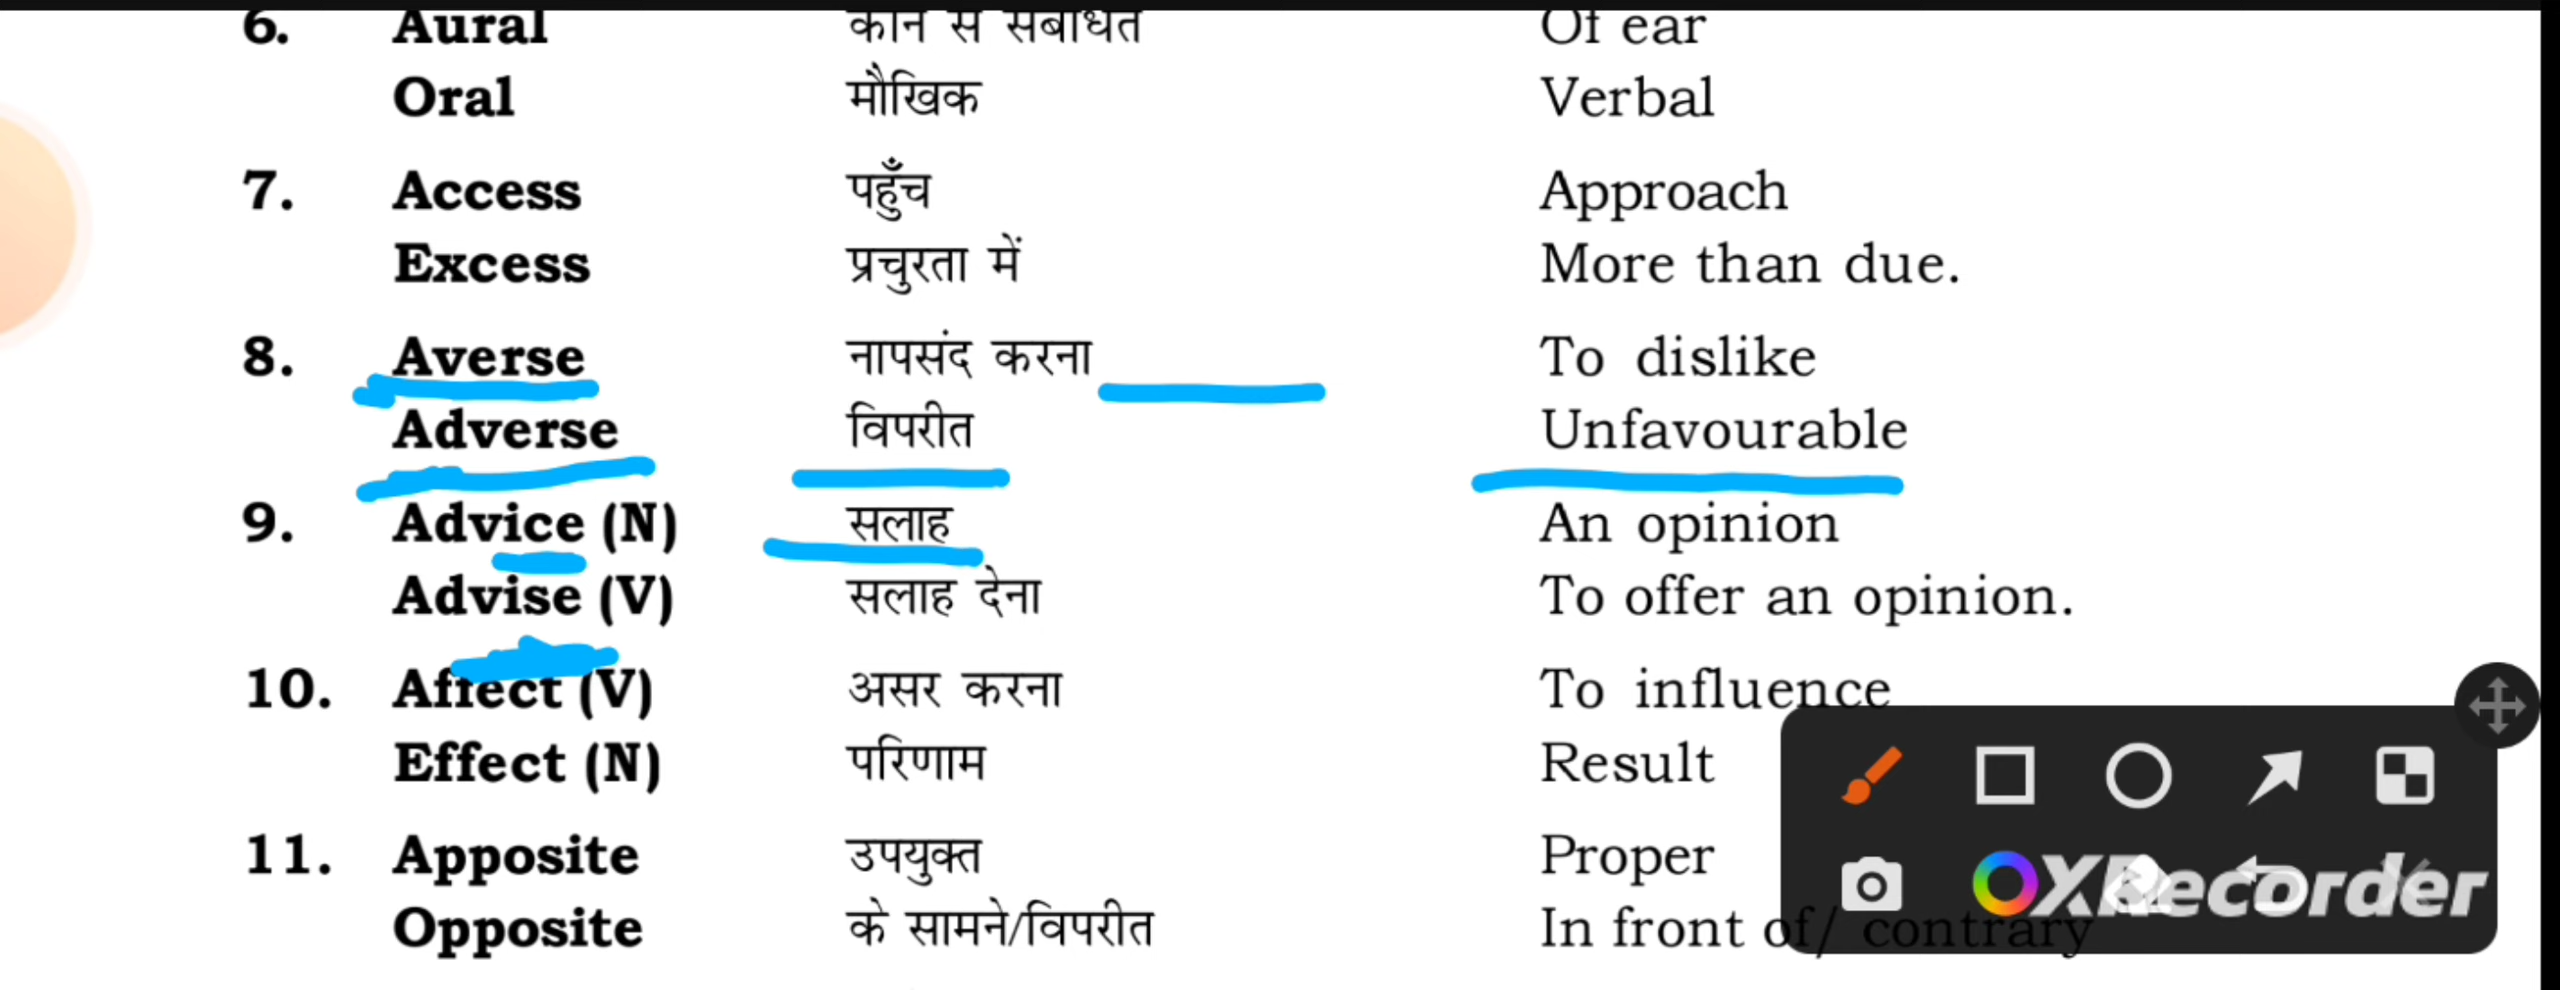 6. Aural कान से संबंधित Of ear
Oral मौखिक Verbal
7. Access पहुँच Approach
Excess प्रचुरता में More than due.
8. Averse नापसंद करना To dislike
Adverse विपरीत Unfavourable
9. Advice (N) सलाह An opinion
Advise (V) सलाह देना To offer an opinion.
10. Affect (V) असर करना To influence
Effect (N) परिणाम Result
11. Apposite उपयुक्त Proper
Opposite के सामने/विपरीत In front of/ contrary
XRecorder